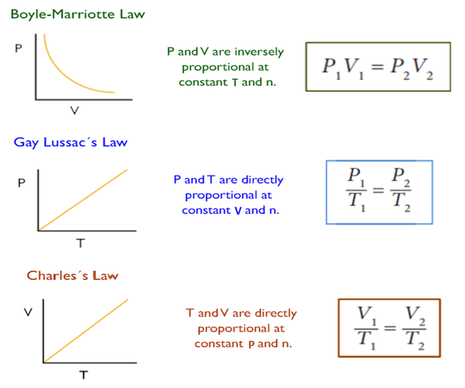 Boyle-Marriotte Law
P
V
P and V are inversely
proportional at
constant T and n.
P₁V₁ = P₂V₂
Gay Lussac´s Law
P
T
P and T are directly
proportional at
constant V and n.
P₁/T₁ = P₂/T₂
Charles´s Law
V
T
T and V are directly
proportional at
constant P and n.
V₁/T₁ = V₂/T₂